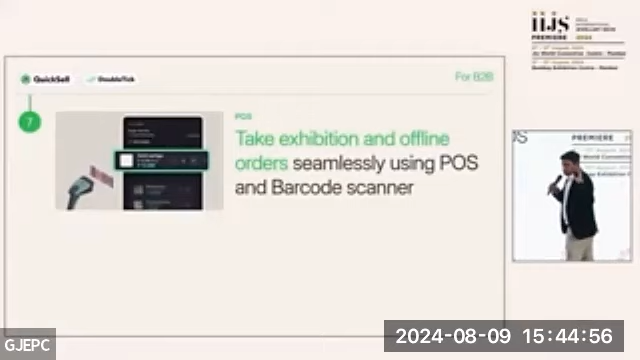 iijs
PREMIERE
QuickSell
DoubleTick
For B2B
7
POS
Take exhibition and offline
orders seamlessly using POS
and Barcode scanner
PREMIERE
GJEPC
2024-08-09 15:44:56